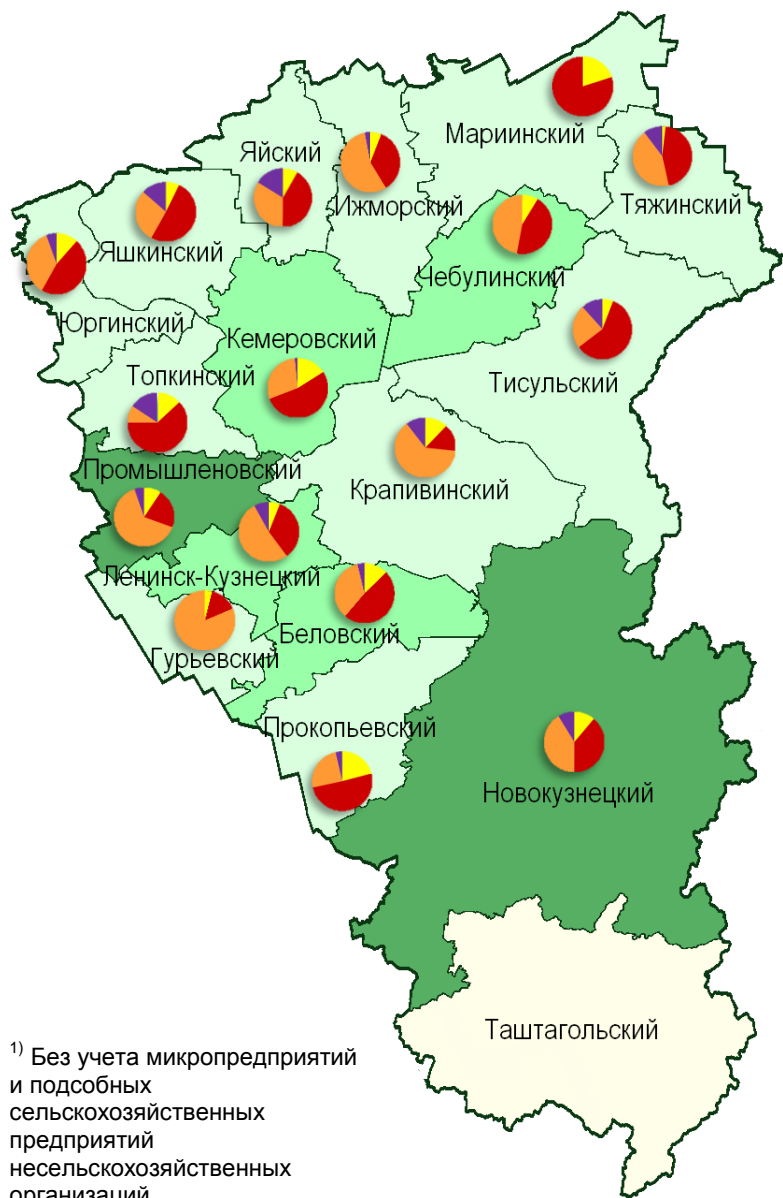 Мариинский
Яйский
Ижморский
Тяжинский
Яшкинский
Чебулинский
Юргинский
Кемеровский
Топкинский
Тисульский
Промышленовский
Крапивинский
Ленинск-Кузнецкий
Беловский
Гурьевский
Прокопьевский
Новокузнецкий
Таштагольский
1) Без учета микропредприятий
и подсобных
сельскохозяйственных
предприятий
несельскохозяйственных
организаций